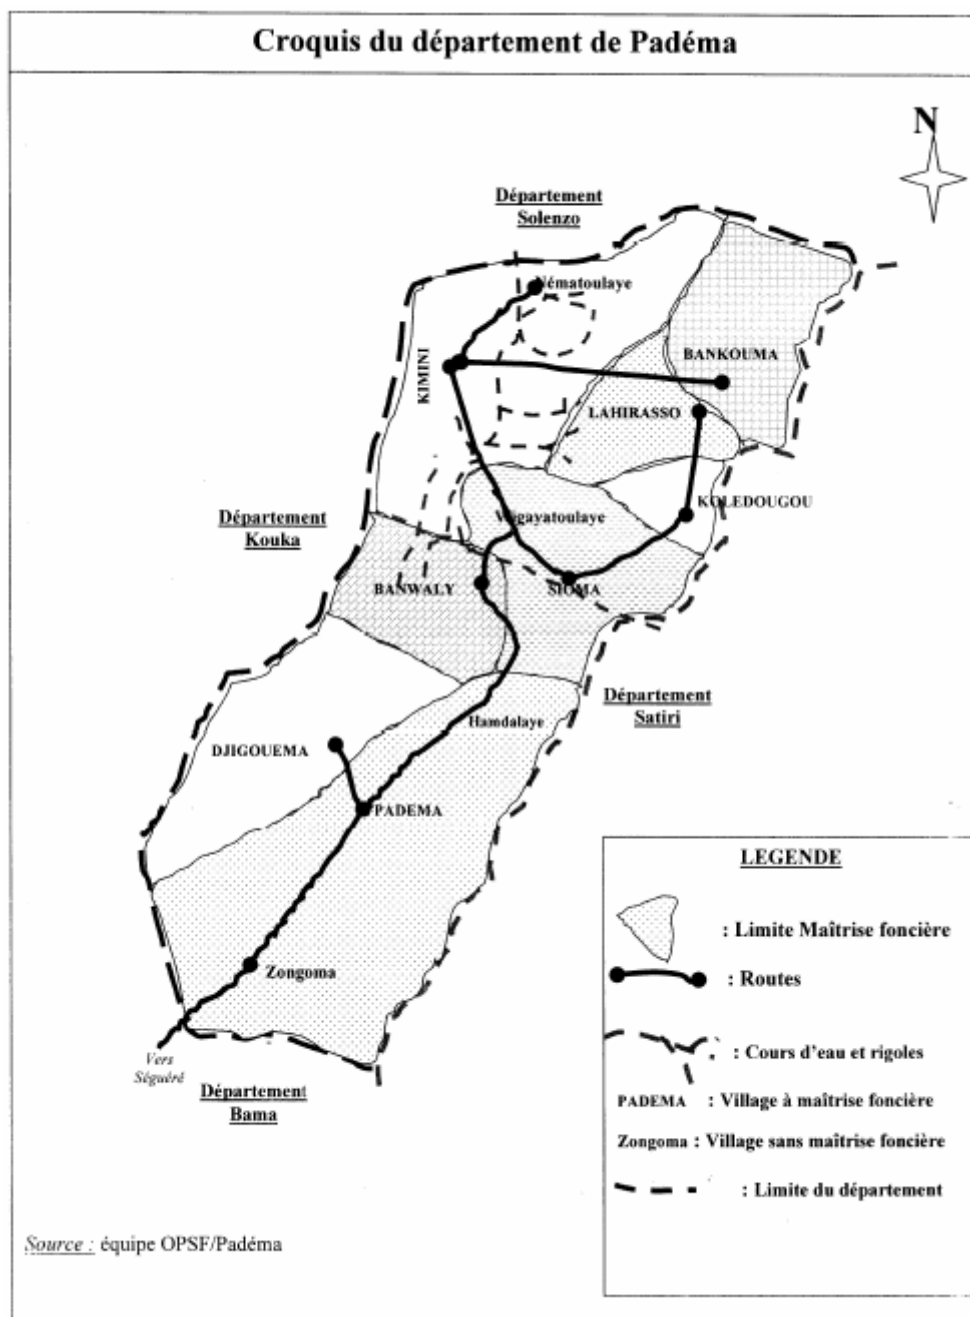 Croquis du département de Padéma
N
Département
Solenzo
Nématoulaye
BANKOUMA
KIMINI
LAHIRASSO
KOLEDOUGOU
Département
Kouka
BANWALY
SIOMA
Département
Satiri
Hamdalaye
DJIGOUEMA
PADEMA
Zongoma
Vers
Séguéré
Département
Bama
LEGENDE
: Limite Maîtrise foncière
: Routes
: Cours d'eau et rigoles
PADEMA : Village à maîtrise foncière
Zongoma : Village sans maîtrise foncière
: Limite du département
Source : équipe OPSF/Padéma